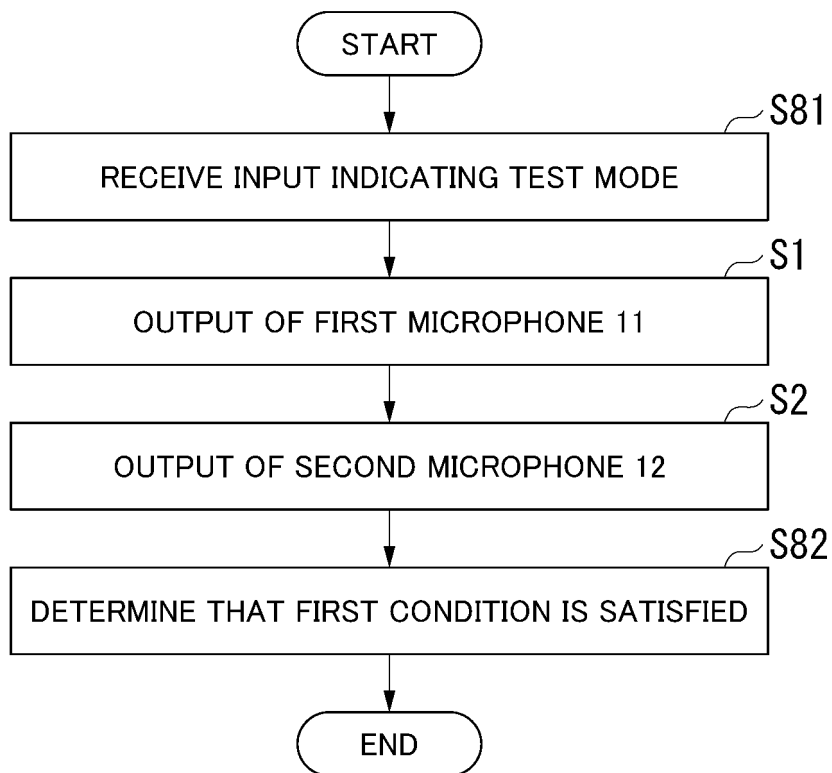 START
S81
RECEIVE INPUT INDICATING TEST MODE
S1
OUTPUT OF FIRST MICROPHONE 11
S2
OUTPUT OF SECOND MICROPHONE 12
S82
DETERMINE THAT FIRST CONDITION IS SATISFIED
END